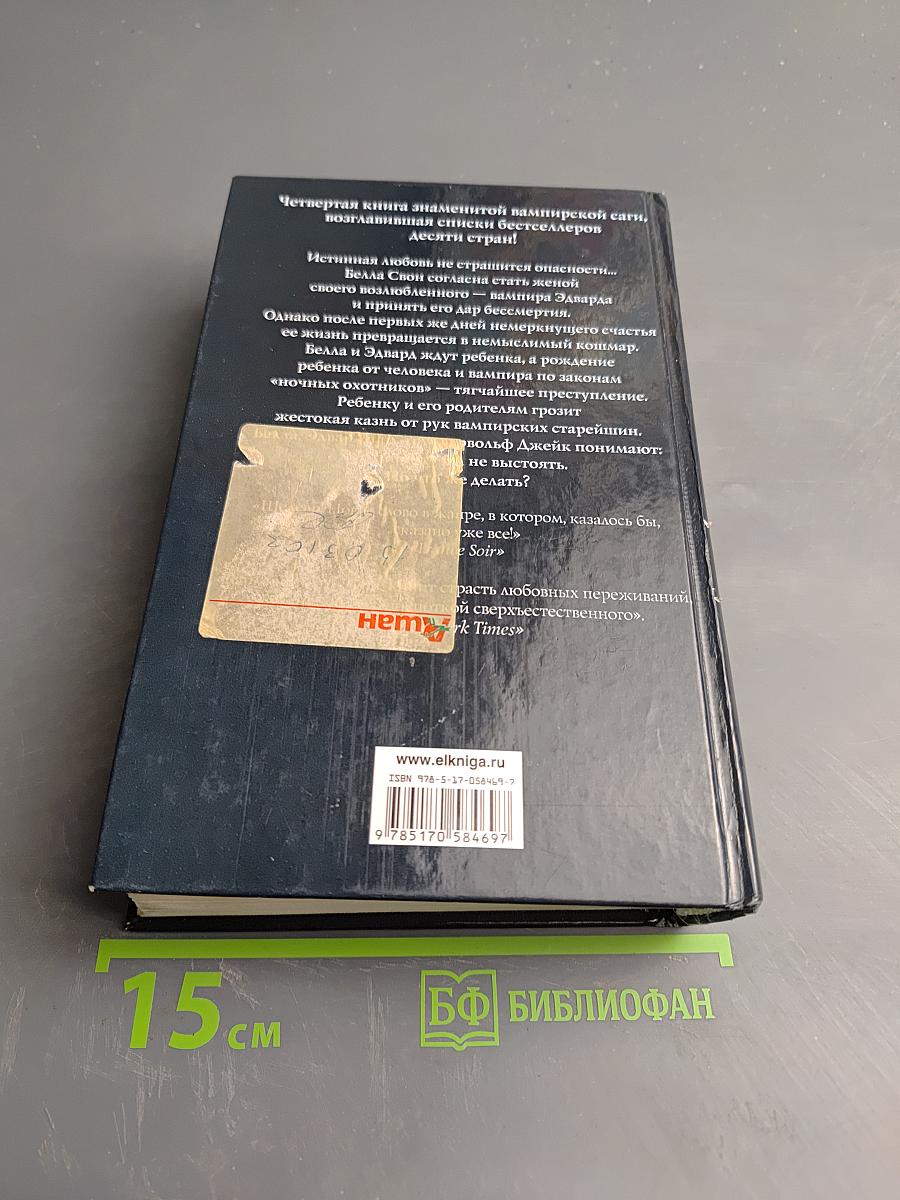 Четвертая книга знаменитой вампирской саги,
возглавившая списки бестселлеров
десяти стран!
Истинная любовь не страшится опасности...
Белла Свон согласна стать женой
своего возлюбленного — вампира Эдварда
и принять его дар бессмертия.
Однако после первых же дней немеркнущего счастья
ее жизнь превращается в немыслимый кошмар.
Белла и Эдвард ждут ребенка, а рождение
ребенка от человека и вампира по законам
«ночных охотников» — тягчайшее преступление.
Ребенку и его родителям грозит
жестокая казнь от рук вампирских старейшин.
Джейк понимают:
не выстоять.
делать?
в котором, казалось бы,
уже все!»
Soir»
страсть любовных переживаний
сверхъестественного».
Times»
Ашан
www.elkniga.ru
ISBN 978-5-17-058469-7
9 785170 584697
15 см
БФ БИБЛИОФАН